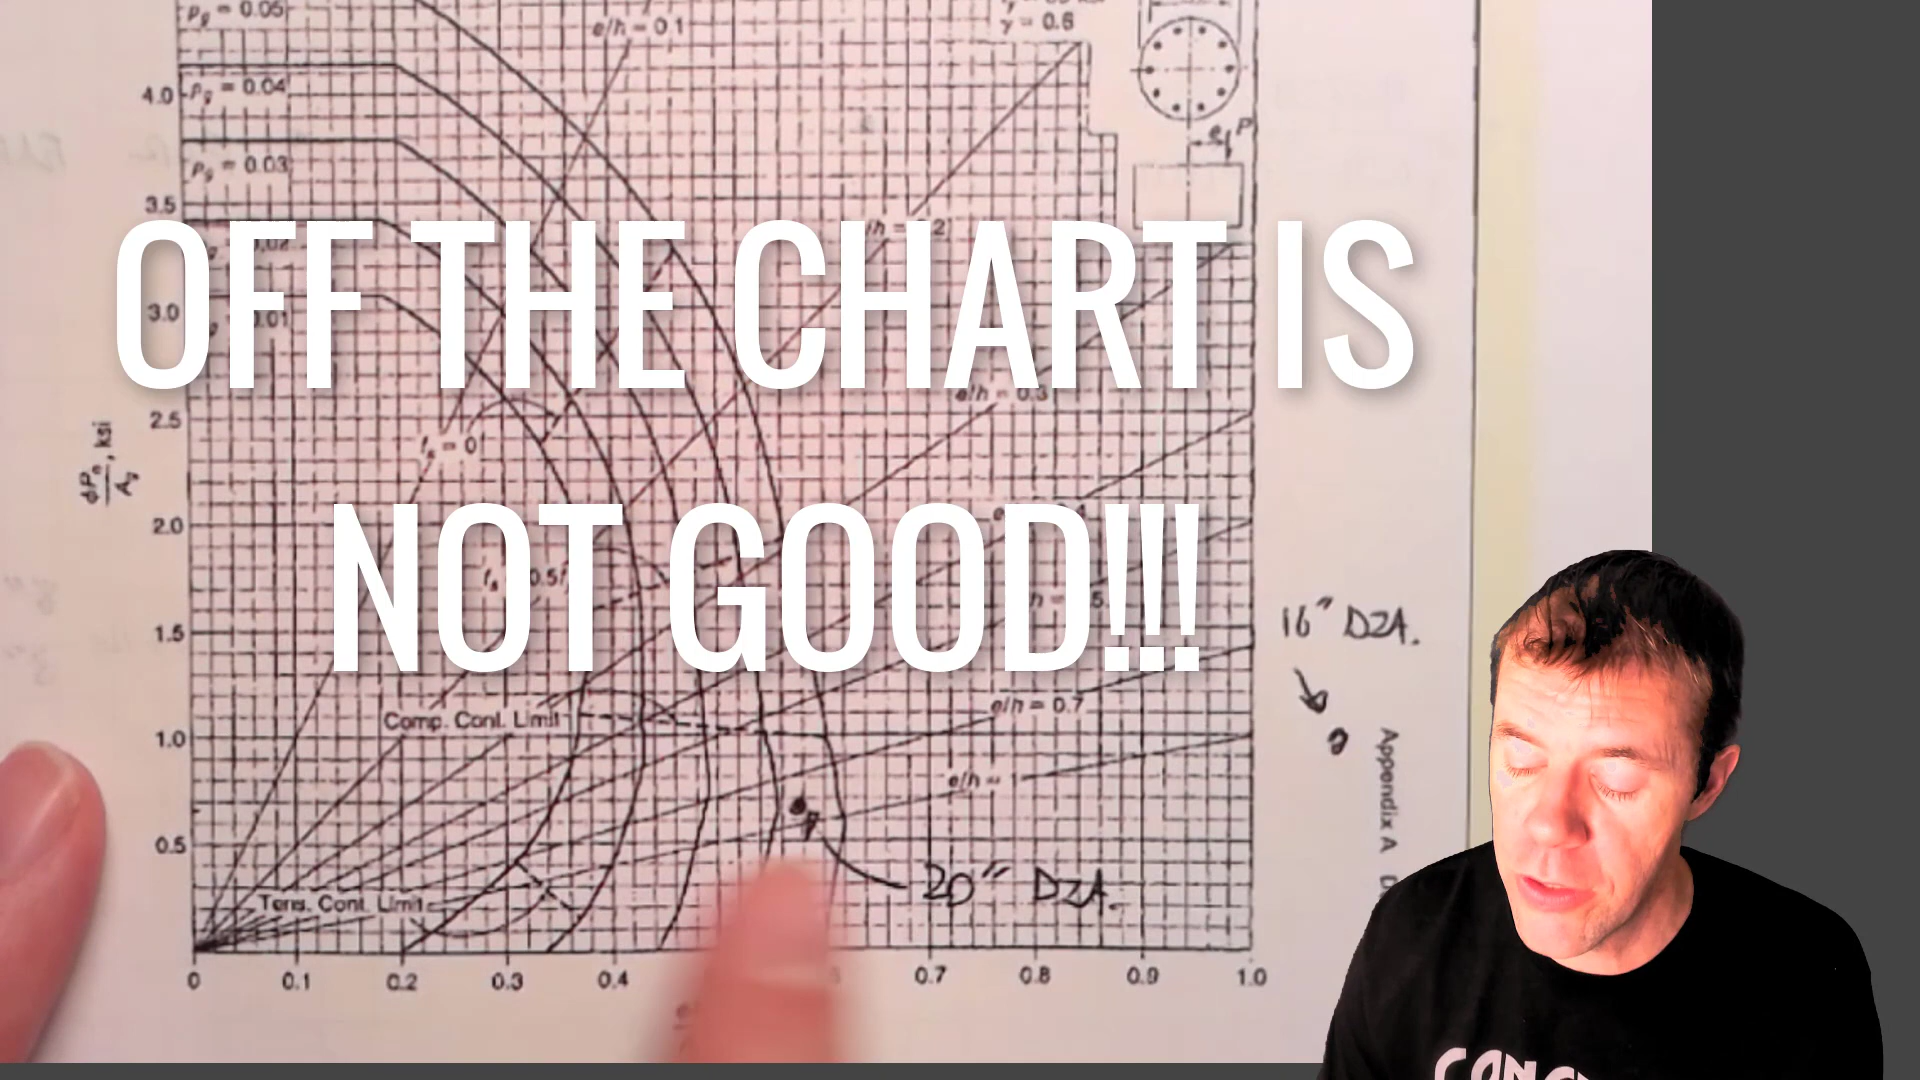 ρg = 0.05
e/h = 0.1
γ = 0.6
4.0
ρg = 0.04
e P
ρg = 0.03
3.5
OFF THE CHART IS
3.0
e/h = 0.3
2.5
fs = 0
ϕPn/Ag, ksi
2.0
NOT GOOD!!!
1.5
16" DIA.
e/h = 0.7
Comp. Cont. Limit
1.0
Appendix A
e/h = 1
0.5
20" DIA.
Tens. Cont. Limit
0 0.1 0.2 0.3 0.4 0.7 0.8 0.9 1.0